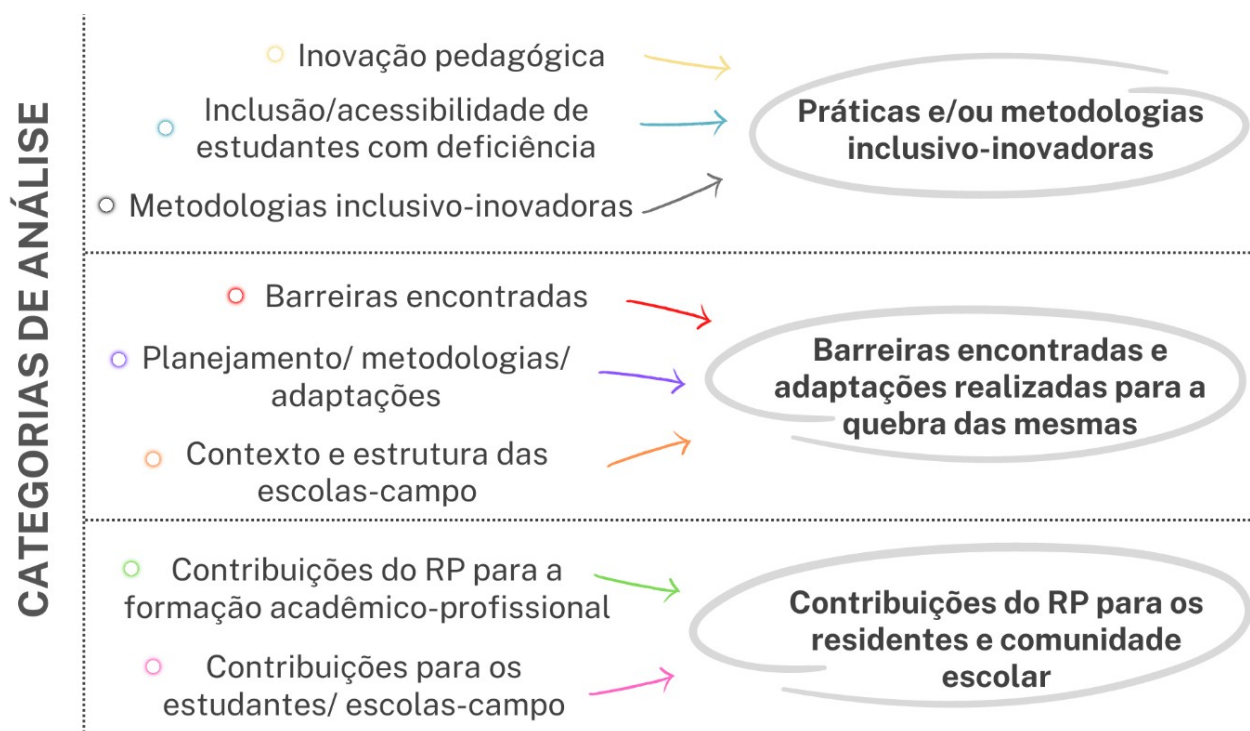 CATEGORIAS DE ANÁLISE
Inovação pedagógica
Inclusão/acessibilidade de
estudantes com deficiência
Metodologias inclusivo-inovadoras
Práticas e/ou metodologias
inclusivo-inovadoras
Barreiras encontradas
Planejamento/ metodologias/
adaptações
Contexto e estrutura das
escolas-campo
Barreiras encontradas e
adaptações realizadas para a
quebra das mesmas
Contribuições do RP para a
formação acadêmico-profissional
Contribuições para os
estudantes/ escolas-campo
Contribuições do RP para os
residentes e comunidade
escolar